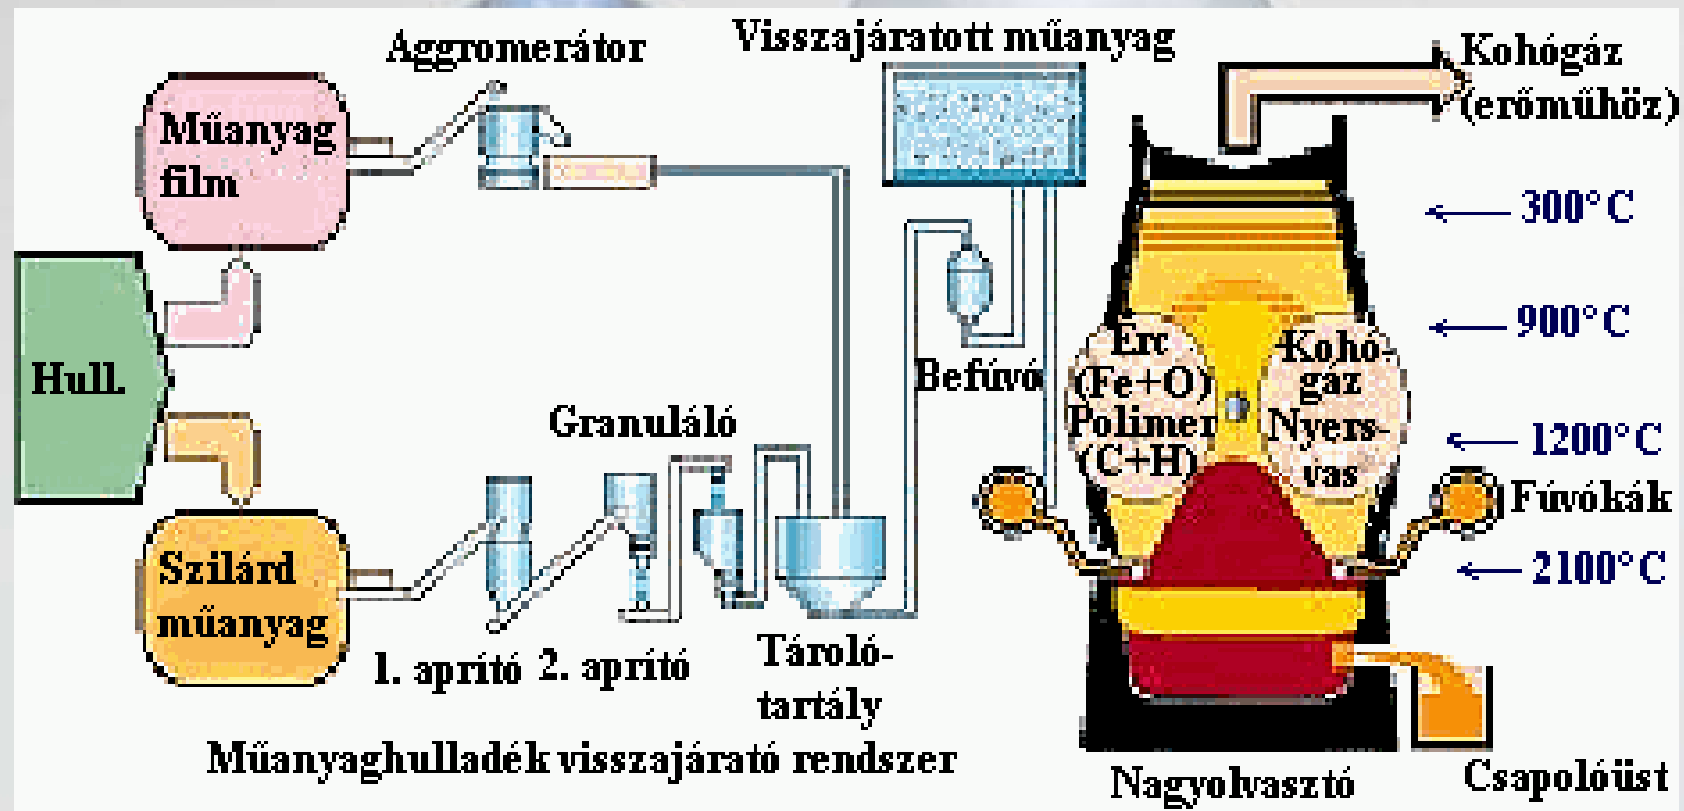 Aggromerátor
Visszajáratott műanyag
Kohógáz
(erőműhöz)
Műanyag
film
300°C
900°C
Hull.
Befúvó
Érc
(Fe+O)
Polimer
(C+H)
Kohó-
gáz
Nyers-
vas
Granuláló
1200°C
Fúvókák
2100°C
Szilárd
műanyag
1. aprító
2. aprító
Tároló-
tartály
Műanyaghulladék visszajárató rendszer
Nagyolvasztó
Csapolóüst